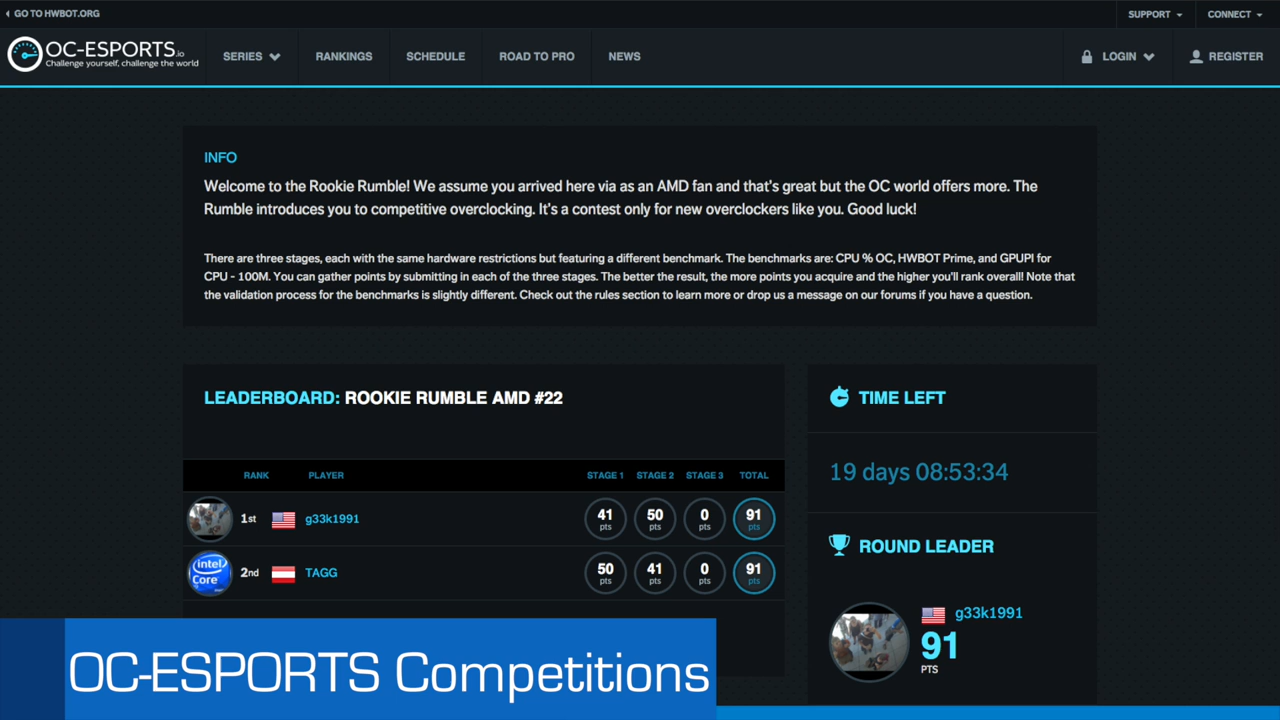 GO TO HWBOT.ORG
SUPPORT
CONNECT
OC-ESPORTS.io
Challenge yourself, challenge the world
SERIES
RANKINGS
SCHEDULE
ROAD TO PRO
NEWS
LOGIN
REGISTER
INFO
Welcome to the Rookie Rumble! We assume you arrived here via as an AMD fan and that's great but the OC world offers more. The
Rumble introduces you to competitive overclocking. It's a contest only for new overclockers like you. Good luck!
There are three stages, each with the same hardware restrictions but featuring a different benchmark. The benchmarks are: CPU % OC, HWBOT Prime, and GPUPI for
CPU - 100M. You can gather points by submitting in each of the three stages. The better the result, the more points you acquire and the higher you'll rank overall! Note that
the validation process for the benchmarks is slightly different. Check out the rules section to learn more or drop us a message on our forums if you have a question.
LEADERBOARD: ROOKIE RUMBLE AMD #22
RANK PLAYER STAGE 1 STAGE 2 STAGE 3 TOTAL
1st g33k1991 41 pts 50 pts 0 pts 91 pts
intel Core 2nd TAGG 50 pts 41 pts 0 pts 91 pts
TIME LEFT
19 days 08:53:34
ROUND LEADER
g33k1991
91
PTS
OC-ESPORTS Competitions